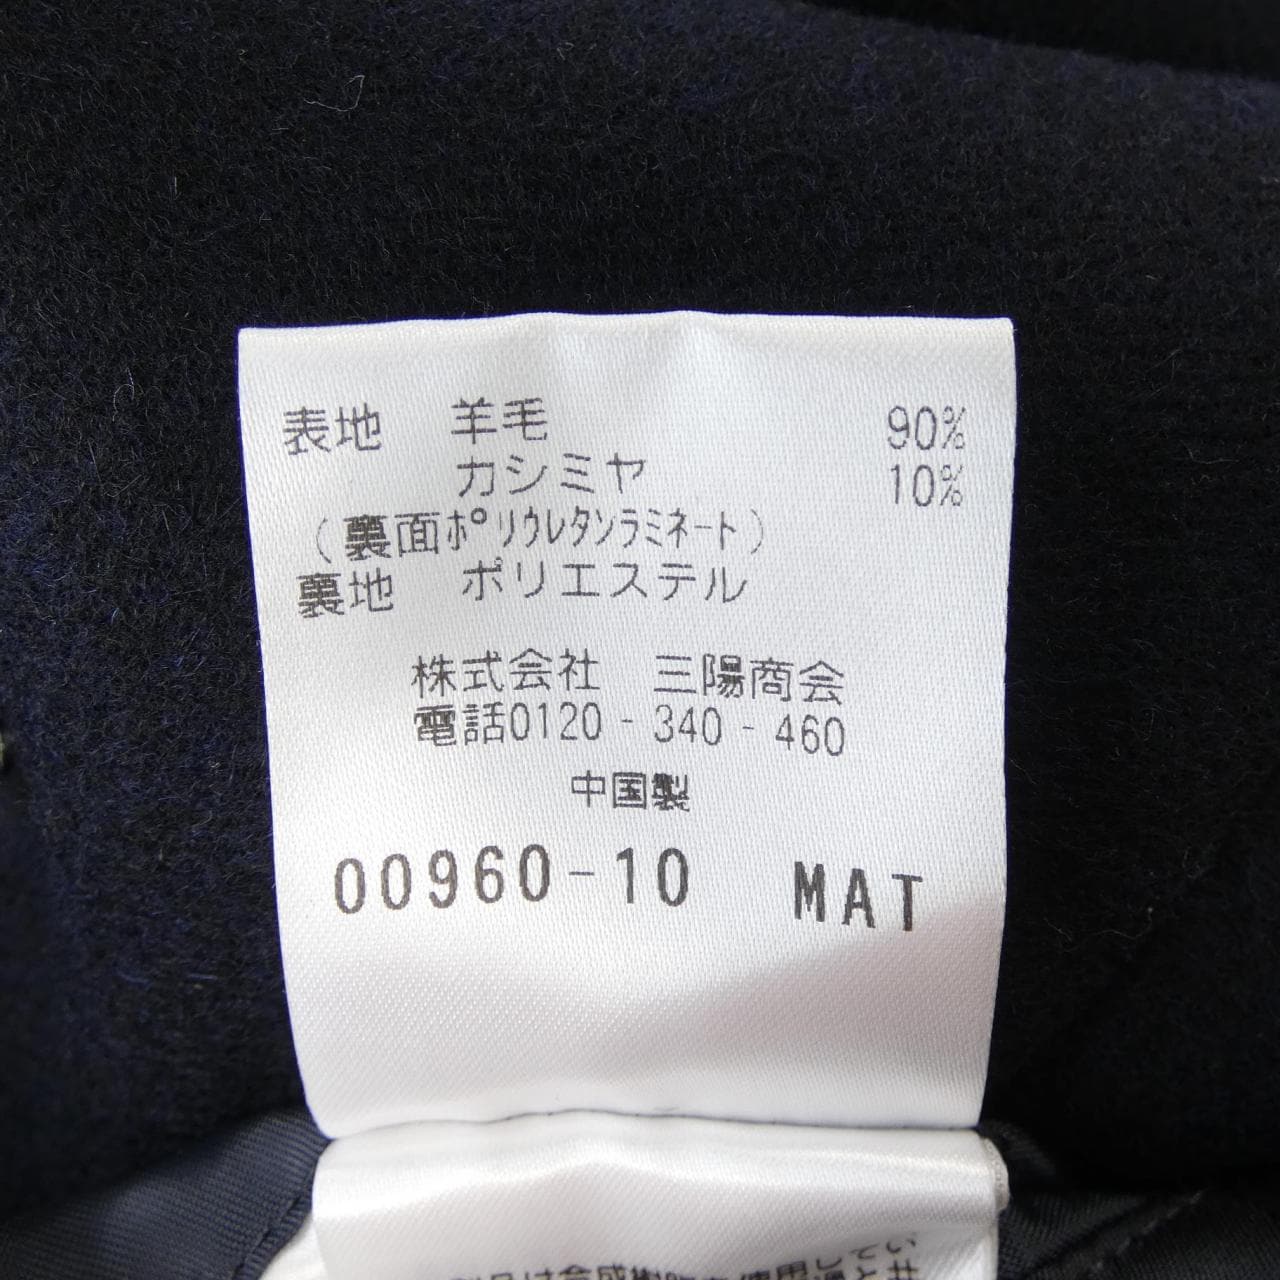 表地 羊毛 90%
カシミヤ 10%
(裏面ﾎﾟﾘｳﾚﾀﾝﾗﾐﾈｰﾄ)
裏地 ポリエステル
株式会社 三陽商会
電話0120-340-460
中国製
00960-10 MAT